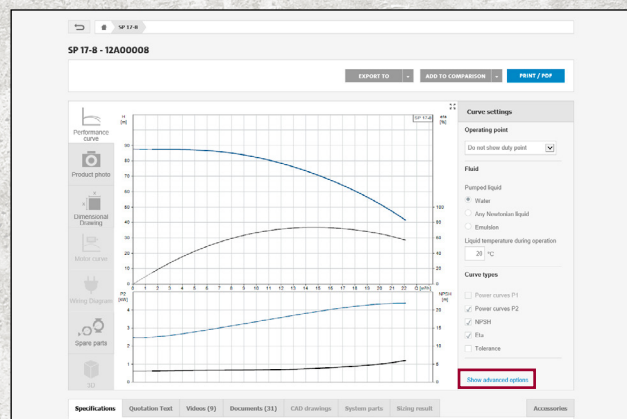 SP 17-8
SP 17-8 - 12A00008
EXPORT TO
ADD TO COMPARISON
PRINT / PDF
Performance curve
Product photo
Dimensional Drawing
Motor curve
Wiring Diagram
Spare parts
3D
H
[m]
SP 17-8
eta
[%]
90
80
70
60
50
40
30
20
10
0
100
80
60
40
20
0
0 1 2 3 4 5 6 7 8 9 10 11 12 13 14 15 16 17 18 19 20 21 22 Q [m³/h]
P2
[kW]
NPSH
[m]
4
3
2
1
0
20
15
10
5
0
Curve settings
Operating point
Do not show duty point
Fluid
Pumped liquid
Water
Any Newtonian liquid
Emulsion
Liquid temperature during operation
20 °C
Curve types
Power curves P1
Power curves P2
NPSH
Eta
Tolerance
Show advanced options
Specifications Quotation Text Videos (9) Documents (31) CAD drawings System parts Sizing result Accessories